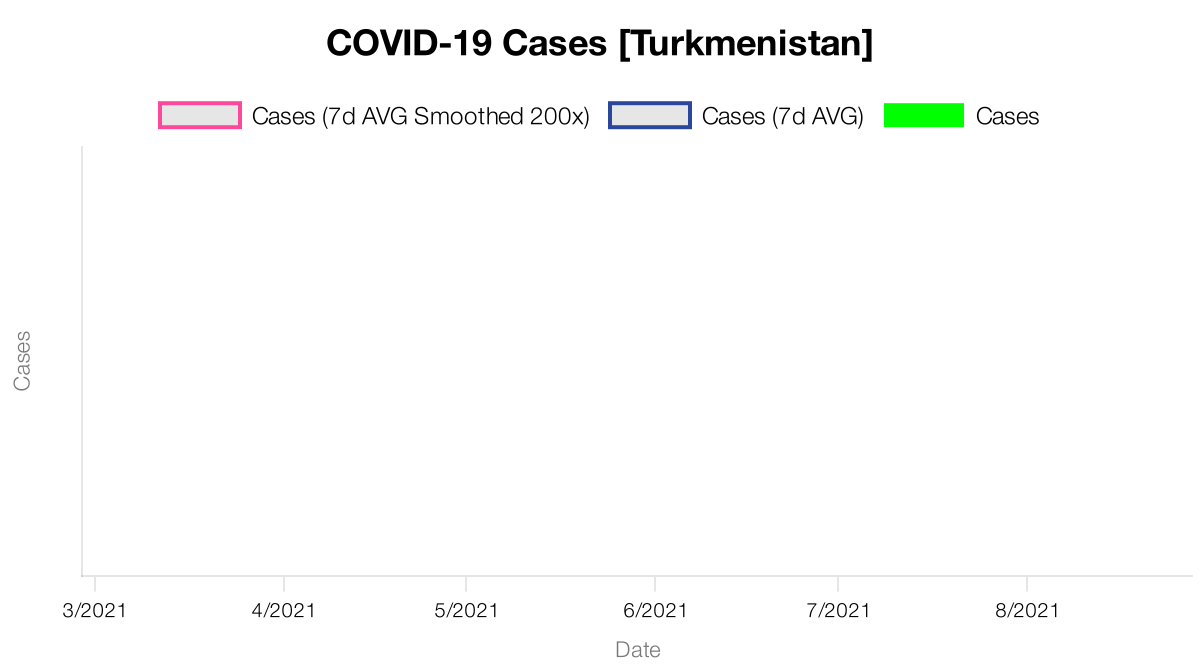 COVID-19 Cases [Turkmenistan]
Cases (7d AVG Smoothed 200x) Cases (7d AVG) Cases
Cases
3/2021 4/2021 5/2021 6/2021 7/2021 8/2021
Date